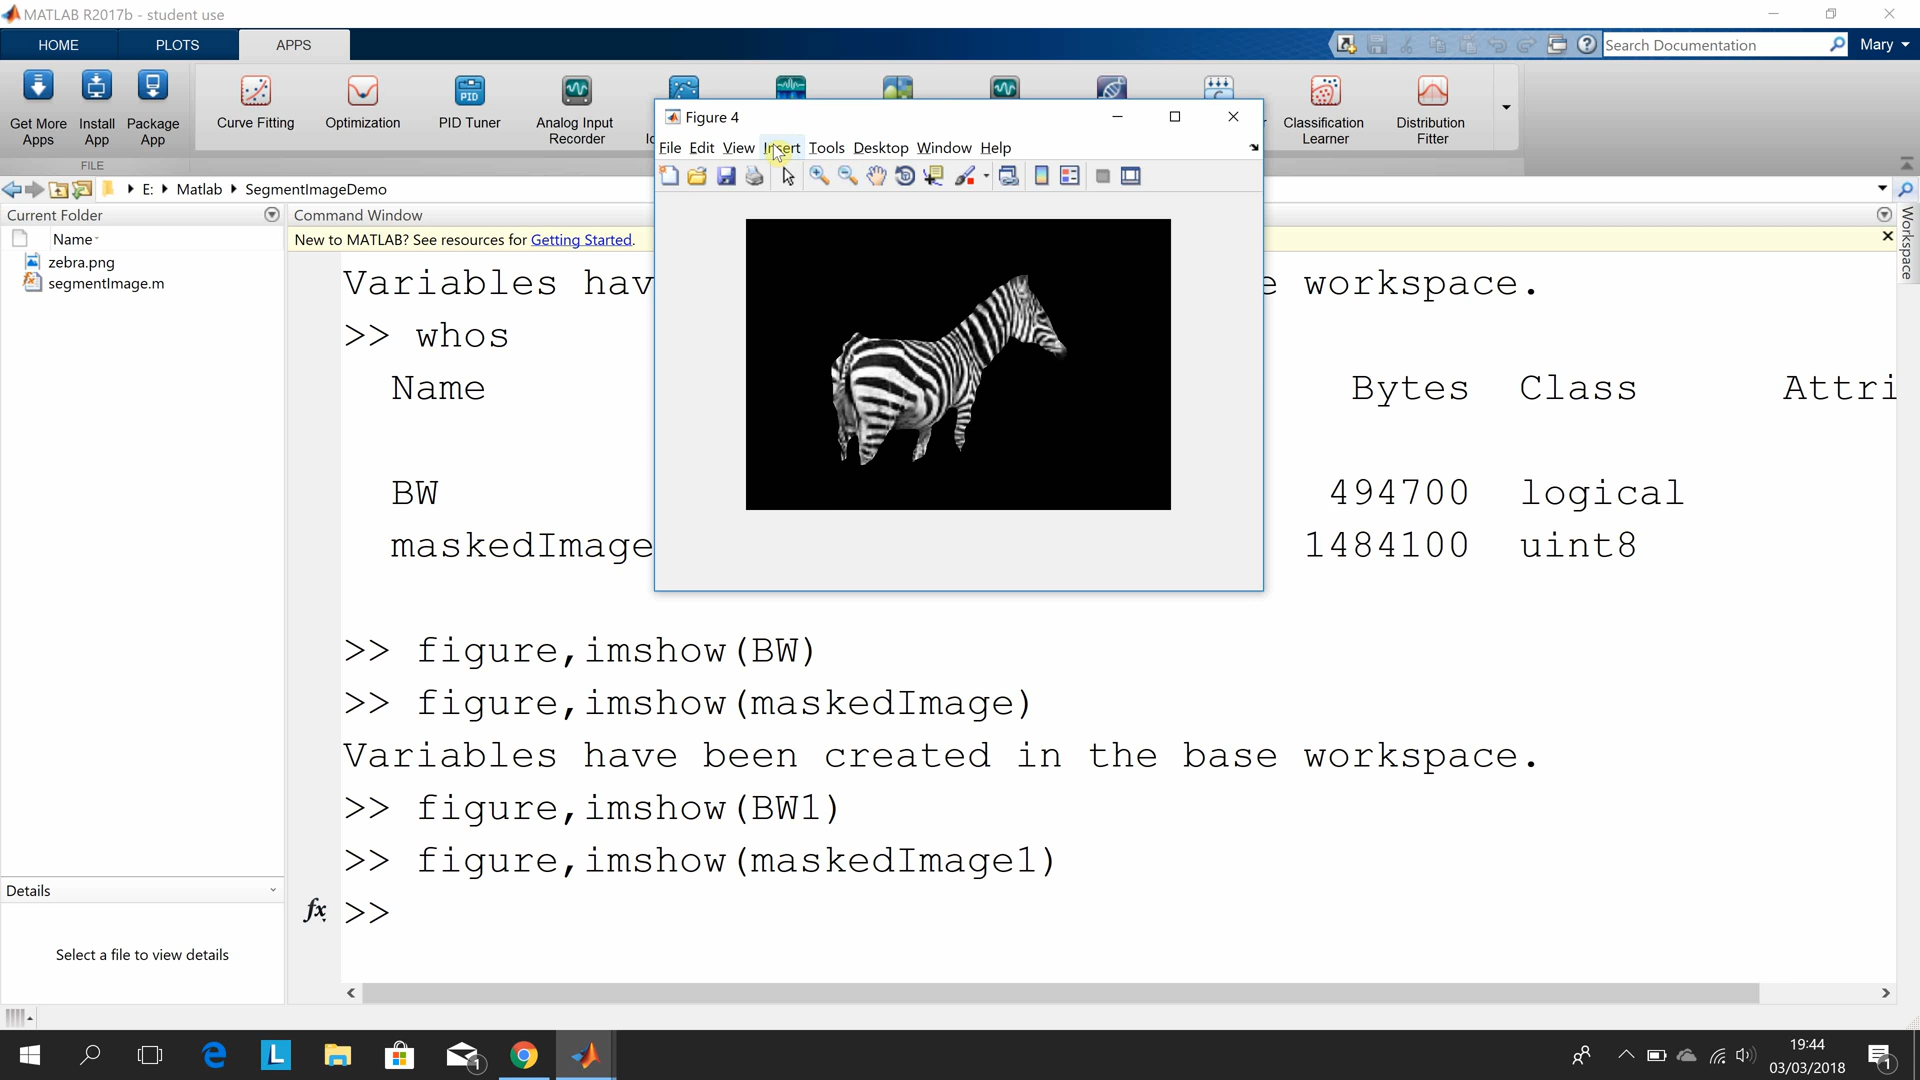 MATLAB R2017b - student use
HOME
PLOTS
APPS
Search Documentation
Mary
Get More Apps
Install App
Package App
Curve Fitting
Optimization
PID Tuner
Analog Input Recorder
Classification Learner
Distribution Fitter
FILE
E: Matlab SegmentImageDemo
Current Folder
Name
zebra.png
segmentImage.m
Details
Select a file to view details
Command Window
New to MATLAB? See resources for Getting Started.
Workspace
Figure 4
File Edit View Insert Tools Desktop Window Help
Variables hav
e workspace.
>> whos
Name Bytes Class Attri
BW 494700 logical
maskedImage 1484100 uint8
>> figure,imshow(BW)
>> figure,imshow(maskedImage)
Variables have been created in the base workspace.
>> figure,imshow(BW1)
>> figure,imshow(maskedImage1)
fx >>
19:44
03/03/2018
1
1